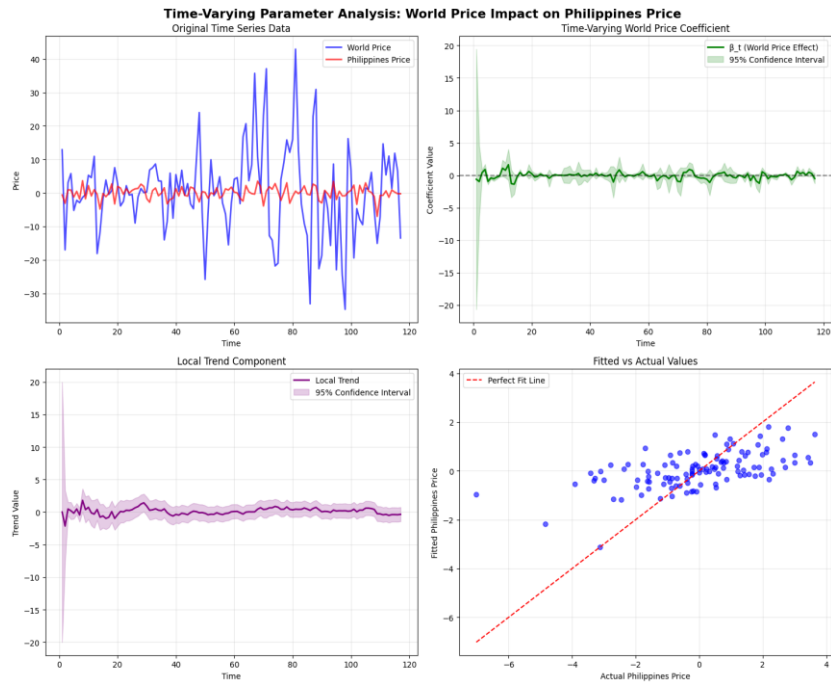 Time-Varying Parameter Analysis: World Price Impact on Philippines Price
Original Time Series Data
World Price
Philippines Price
Price
40
30
20
10
0
−10
−20
−30
0
20
40
60
80
100
120
Time
Time-Varying World Price Coefficient
β_t (World Price Effect)
95% Confidence Interval
Coefficient Value
20
15
10
5
0
−5
−10
−15
−20
0
20
40
60
80
100
120
Time
Local Trend Component
Local Trend
95% Confidence Interval
Trend Value
20
15
10
5
0
−5
−10
−15
−20
0
20
40
60
80
100
120
Time
Fitted vs Actual Values
Perfect Fit Line
Fitted Philippines Price
4
2
0
−2
−4
−6
−6
−4
−2
0
2
4
Actual Philippines Price